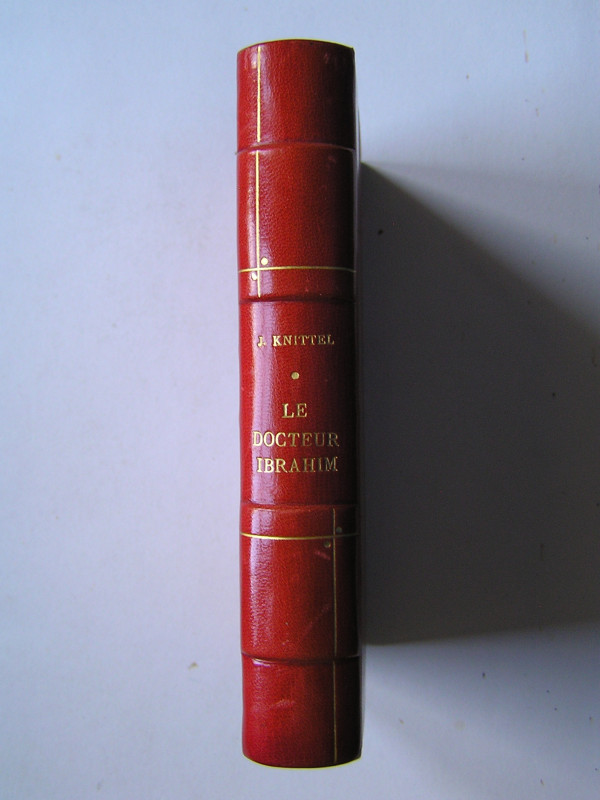 J. KNITTEL
LE
DOCTEUR
IBRAHIM